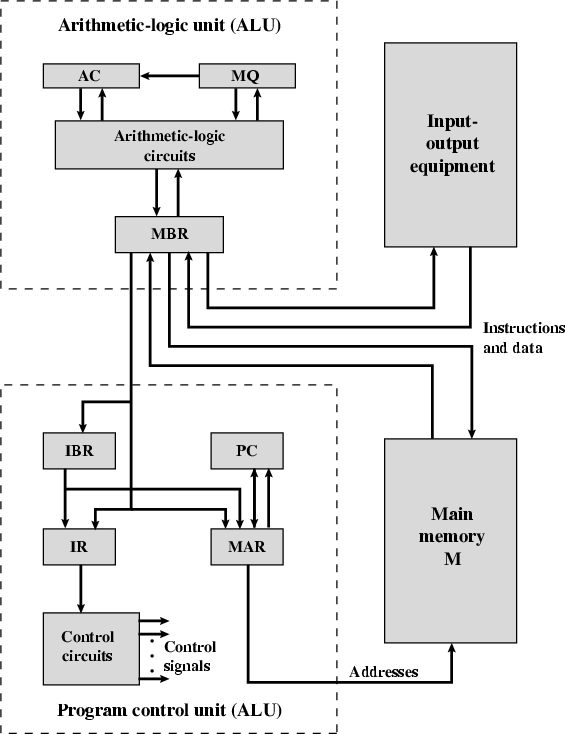 Arithmetic-logic unit (ALU)
AC
MQ
Arithmetic-logic
circuits
MBR
Input-
output
equipment
Instructions
and data
IBR
PC
IR
MAR
Main
memory
M
Control
circuits
Control
signals
Addresses
Program control unit (ALU)